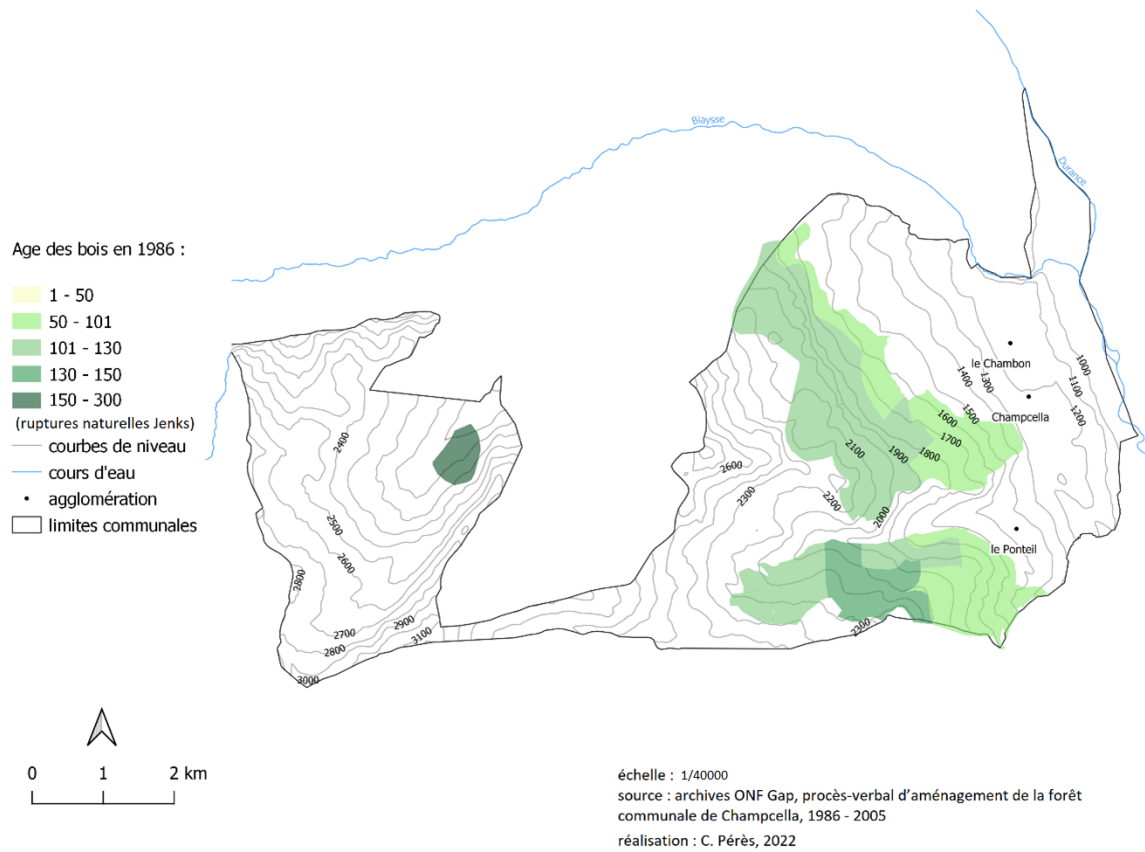 Biaysse
Durance
Age des bois en 1986 :
1 - 50
50 - 101
101 - 130
130 - 150
150 - 300
(ruptures naturelles Jenks)
courbes de niveau
cours d'eau
agglomération
limites communales
le Chambon
Champcella
le Ponteil
1000
1100
1200
1300
1400
1500
1600
1700
1800
1900
2100
2000
2200
2300
2600
2300
2400
2500
2600
2800
2700
2800
2900
3100
3000
0 1 2 km
échelle : 1/40000
source : archives ONF Gap, procès-verbal d'aménagement de la forêt
communale de Champcella, 1986 - 2005
réalisation : C. Pérès, 2022